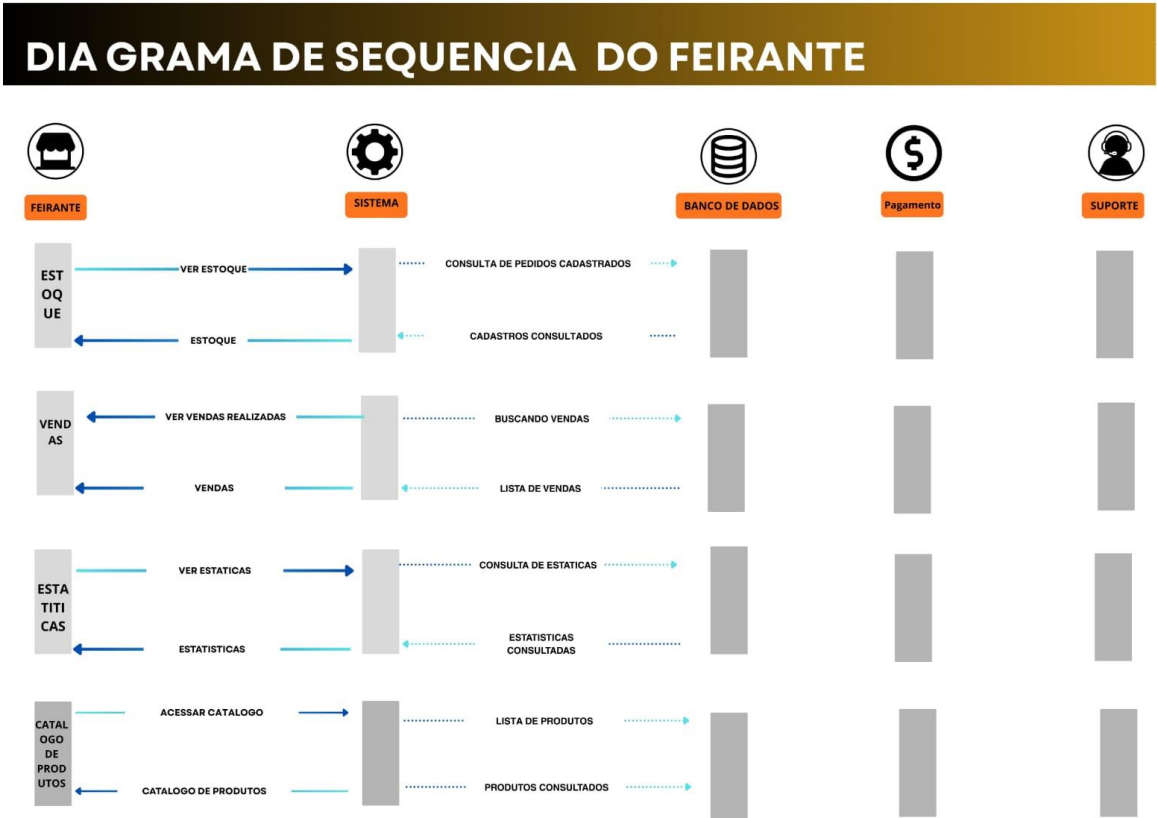 DIA GRAMA DE SEQUENCIA DO FEIRANTE
FEIRANTE
SISTEMA
BANCO DE DADOS
Pagamento
SUPORTE
EST
OQ
UE
VER ESTOQUE
CONSULTA DE PEDIDOS CADASTRADOS
ESTOQUE
CADASTROS CONSULTADOS
VEND
AS
VER VENDAS REALIZADAS
BUSCANDO VENDAS
VENDAS
LISTA DE VENDAS
ESTA
TITI
CAS
VER ESTATICAS
CONSULTA DE ESTATICAS
ESTATISTICAS
ESTATISTICAS
CONSULTADAS
CATAL
OGO
DE
PROD
UTOS
ACESSAR CATALOGO
LISTA DE PRODUTOS
CATALOGO DE PRODUTOS
PRODUTOS CONSULTADOS